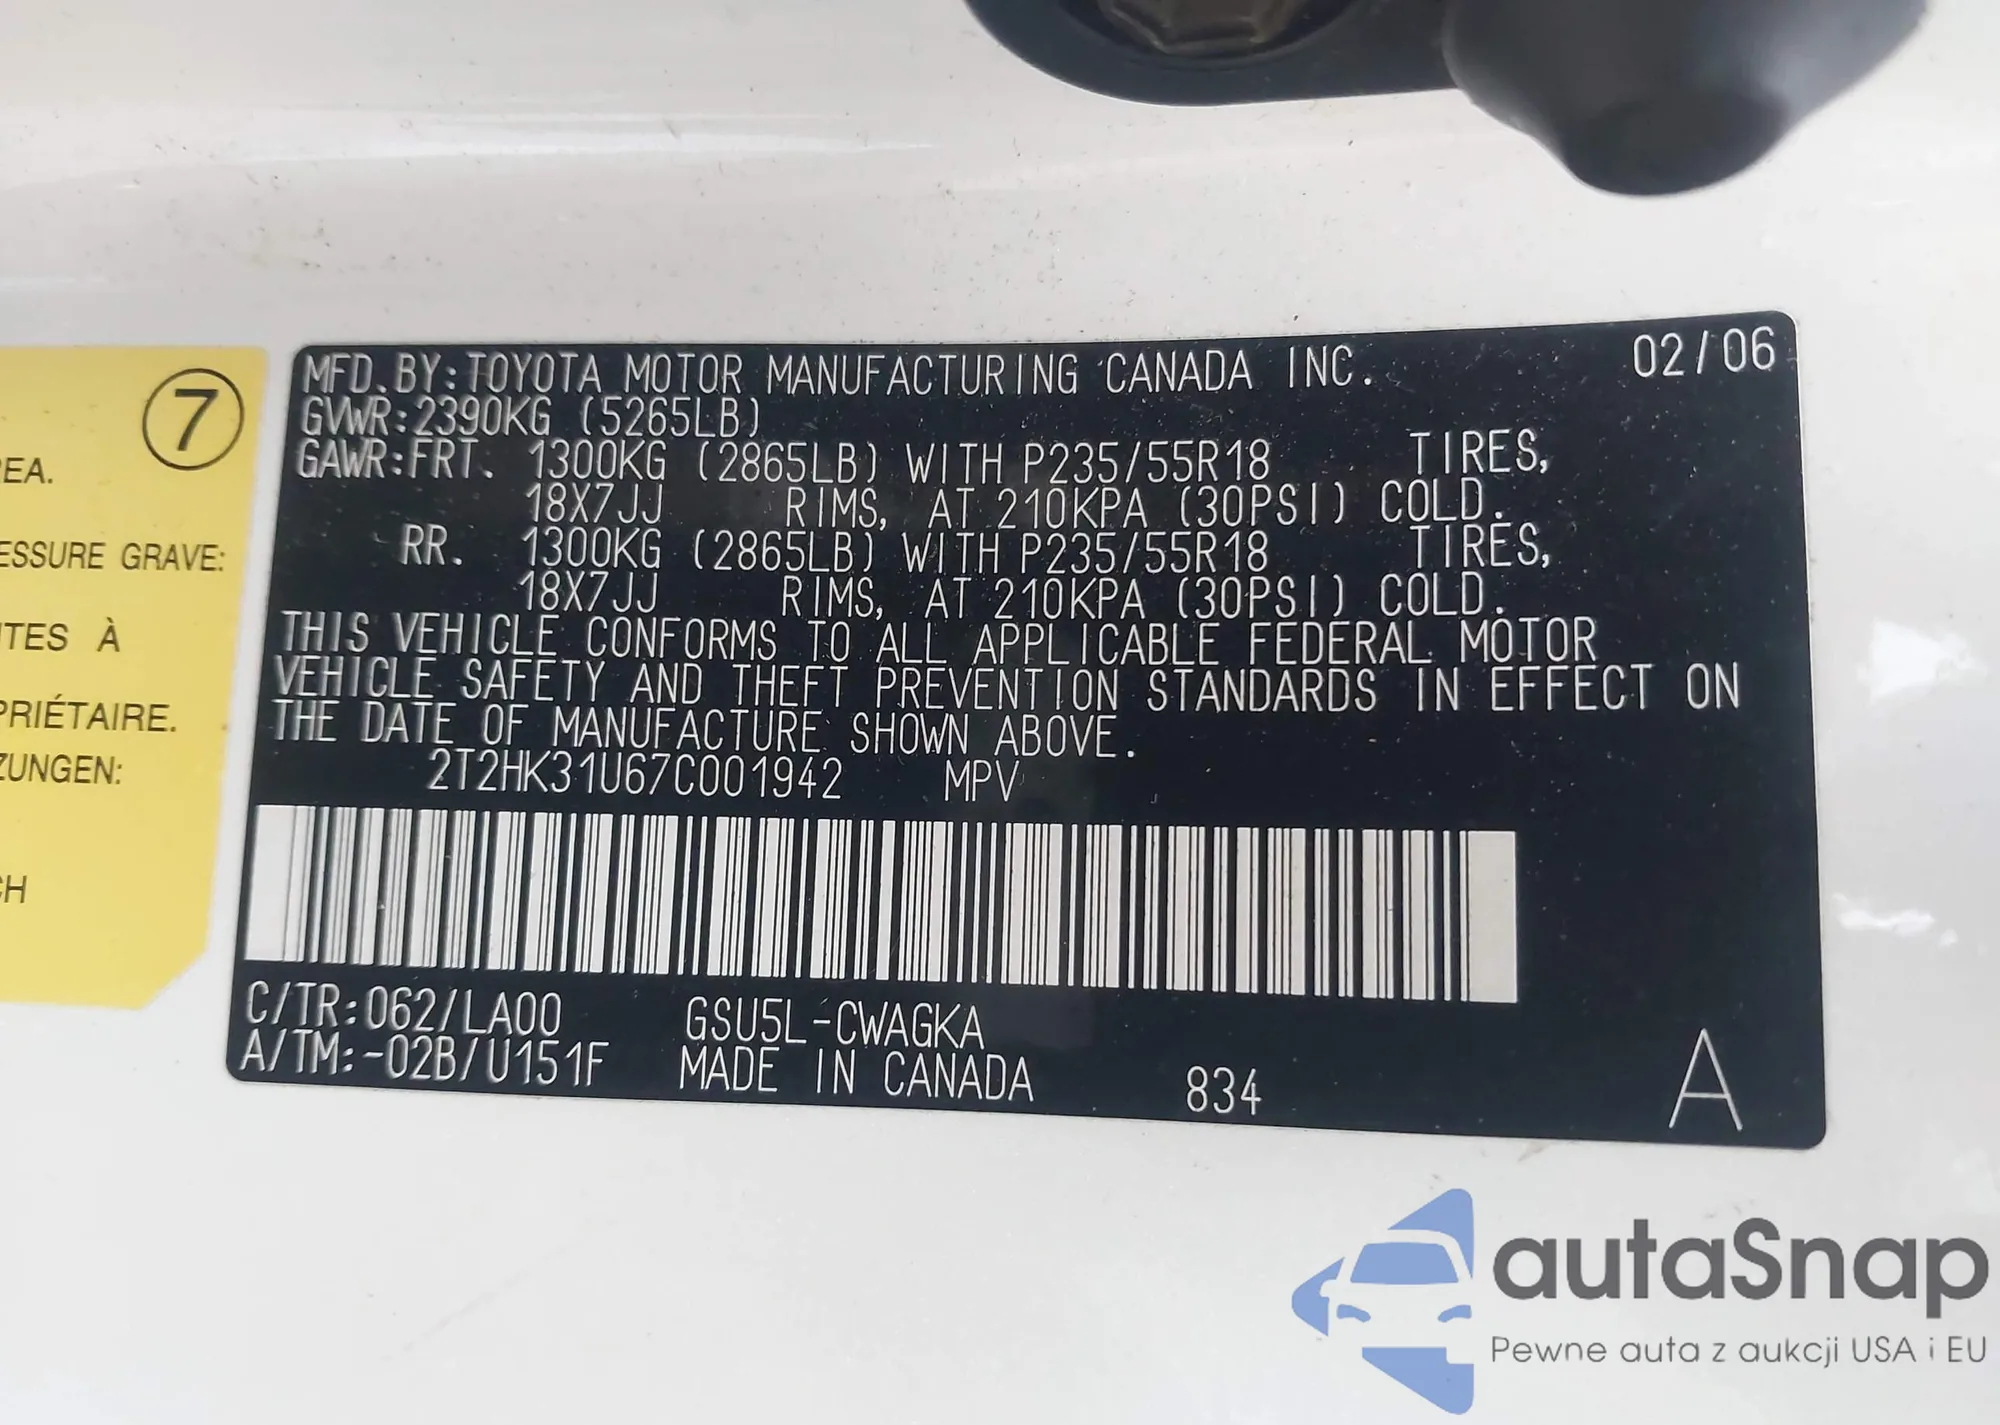 7
REA.
ESSURE GRAVE:
TES À
PRIÉTAIRE.
ZUNGEN:
CH
MFD.BY:TOYOTA MOTOR MANUFACTURING CANADA INC. 02/06
GVWR:2390KG (5265LB)
GAWR:FRT. 1300KG (2865LB) WITH P235/55R18 TIRES,
18X7JJ RIMS, AT 210KPA (30PSI) COLD.
RR. 1300KG (2865LB) WITH P235/55R18 TIRES,
18X7JJ RIMS, AT 210KPA (30PSI) COLD.
THIS VEHICLE CONFORMS TO ALL APPLICABLE FEDERAL MOTOR
VEHICLE SAFETY AND THEFT PREVENTION STANDARDS IN EFFECT ON
THE DATE OF MANUFACTURE SHOWN ABOVE.
2T2HK31U67C001942 MPV
C/TR:062/LA00 GSU5L-CWAGKA
A/TM:-02B/U151F MADE IN CANADA 834 A
autaSnap
Pewne auta z aukcji USA i EU